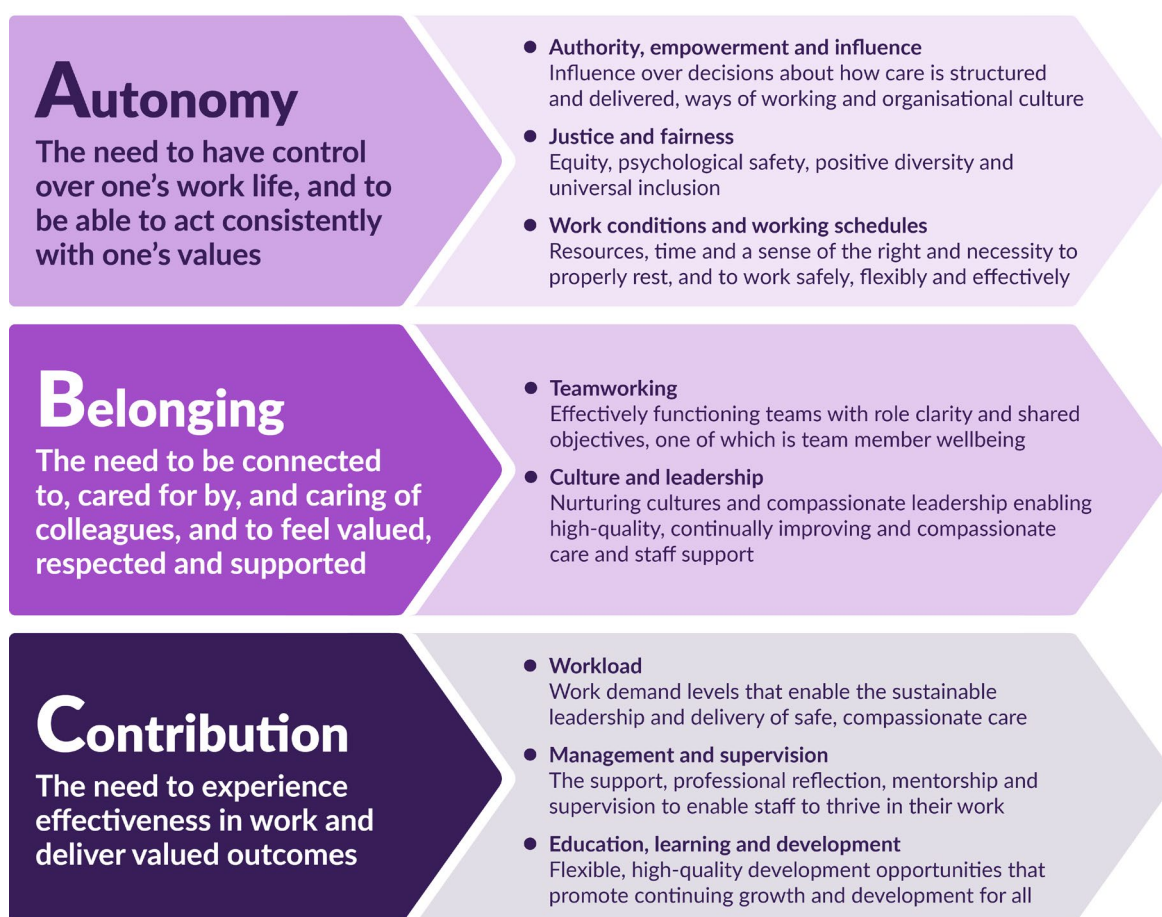 Autonomy
The need to have control
over one’s work life, and to
be able to act consistently
with one’s values
● Authority, empowerment and influence
Influence over decisions about how care is structured
and delivered, ways of working and organisational culture
● Justice and fairness
Equity, psychological safety, positive diversity and
universal inclusion
● Work conditions and working schedules
Resources, time and a sense of the right and necessity to
properly rest, and to work safely, flexibly and effectively
Belonging
The need to be connected
to, cared for by, and caring of
colleagues, and to feel valued,
respected and supported
● Teamworking
Effectively functioning teams with role clarity and shared
objectives, one of which is team member wellbeing
● Culture and leadership
Nurturing cultures and compassionate leadership enabling
high-quality, continually improving and compassionate
care and staff support
Contribution
The need to experience
effectiveness in work and
deliver valued outcomes
● Workload
Work demand levels that enable the sustainable
leadership and delivery of safe, compassionate care
● Management and supervision
The support, professional reflection, mentorship and
supervision to enable staff to thrive in their work
● Education, learning and development
Flexible, high-quality development opportunities that
promote continuing growth and development for all